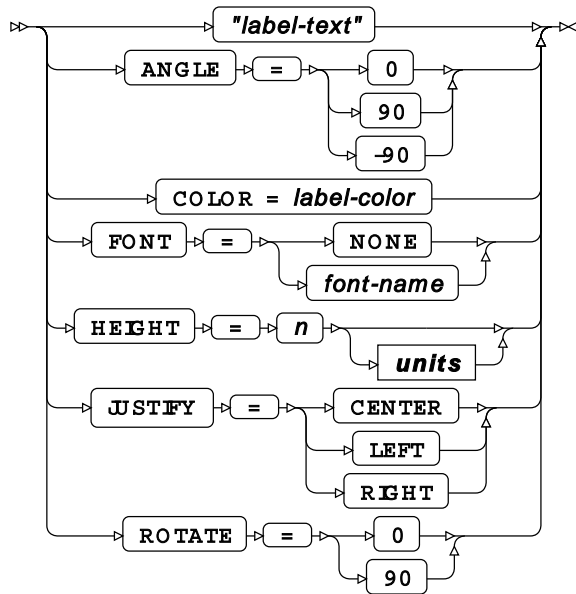 "label-text"
ANGLE = 0
90
-90
COLOR = label-color
FONT = NONE
font-name
HEIGHT = n
units
JUSTIFY = CENTER
LEFT
RIGHT
ROTATE = 0
90